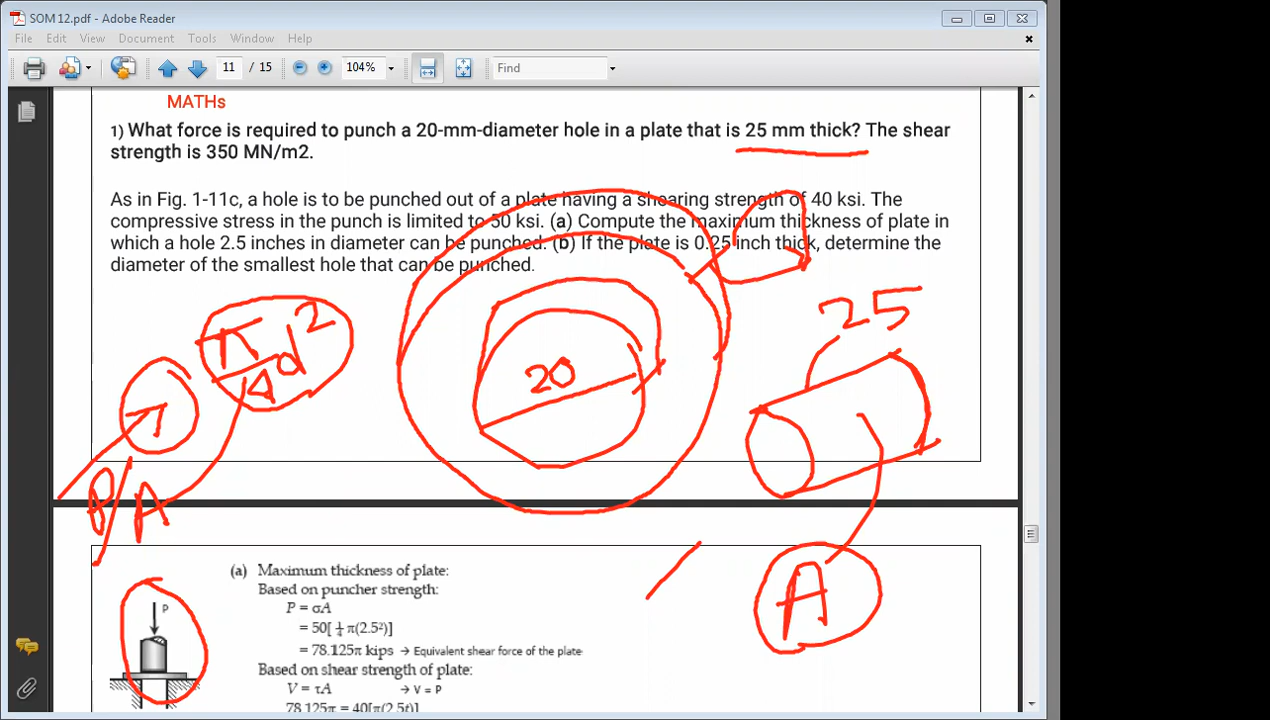 SOM 12.pdf - Adobe Reader
File Edit View Document Tools Window Help
11 / 15 104% Find
MATHs
1) What force is required to punch a 20-mm-diameter hole in a plate that is 25 mm thick? The shear
strength is 350 MN/m2.
As in Fig. 1-11c, a hole is to be punched out of a plate having a shearing strength of 40 ksi. The
compressive stress in the punch is limited to 50 ksi. (a) Compute the maximum thickness of plate in
which a hole 2.5 inches in diameter can be punched. (b) If the plate is 0.25 inch thick, determine the
diameter of the smallest hole that can be punched.
π/4 d²
20
25
P/A
A
(a) Maximum thickness of plate:
Based on puncher strength:
P = σA
= 50[ ¼ π(2.5²)]
= 78.125π kips → Equivalent shear force of the plate
Based on shear strength of plate:
V = τA → V = P
78.125π = 40[π(2.5t)]
P